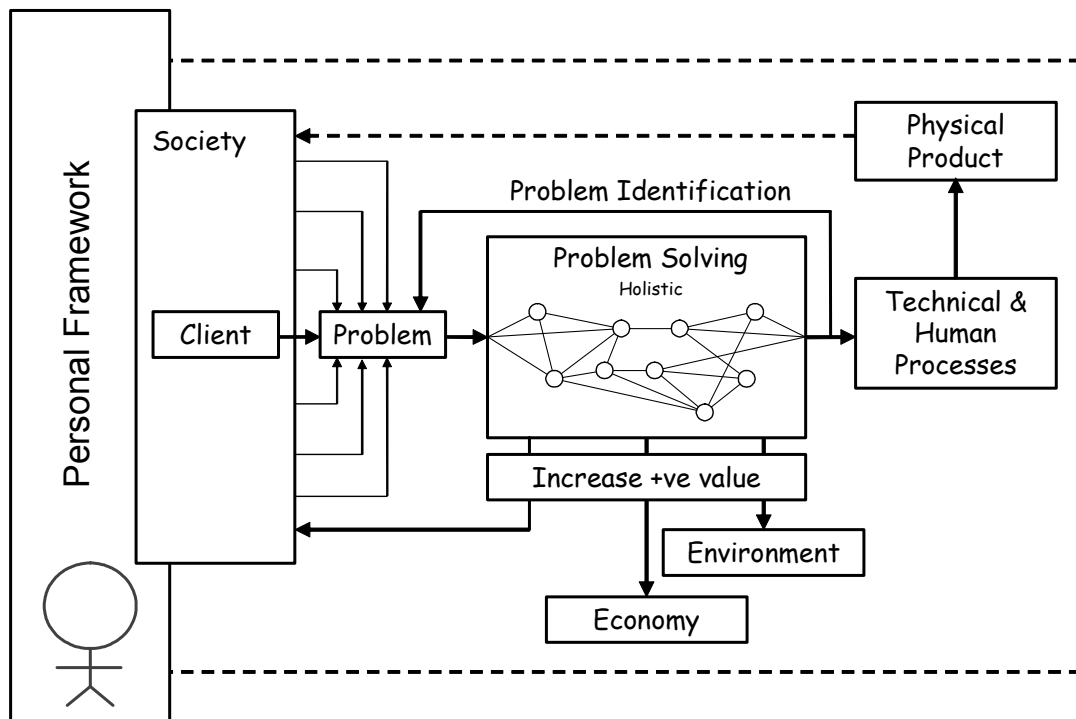 Personal Framework
Society
Client
Problem
Problem Identification
Problem Solving
Holistic
Physical
Product
Technical &
Human
Processes
Increase +ve value
Environment
Economy